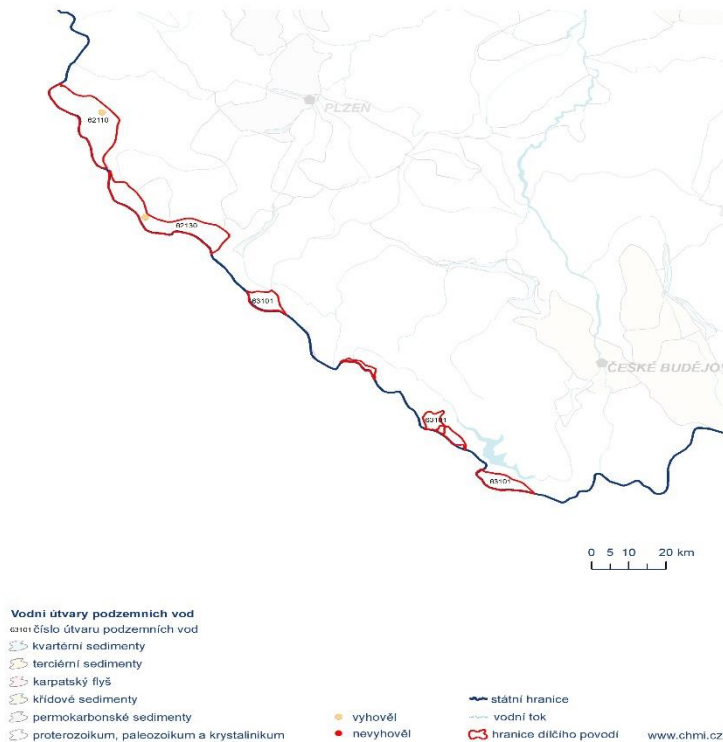 62110
PLZEŇ
62130
63101
ČESKÉ BUDĚJOV
63101
63101
0 5 10 20 km
Vodní útvary podzemních vod
63101 číslo útvaru podzemních vod
kvartérní sedimenty
terciérní sedimenty
karpatský flyš
křídové sedimenty
permokarbonské sedimenty
proterozoikum, paleozoikum a krystalinikum
vyhověl
nevyhověl
státní hranice
vodní tok
hranice dílčího povodí
www.chmi.cz